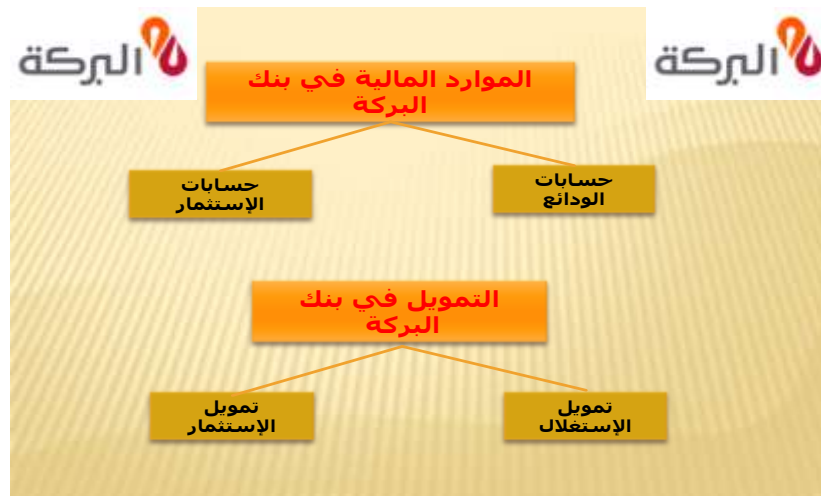 البركة
البركة
الموارد المالية في بنك
البركة
حسابات
الودائع
حسابات
الإستثمار
التمويل في بنك
البركة
تمويل
الإستغلال
تمويل
الإستثمار